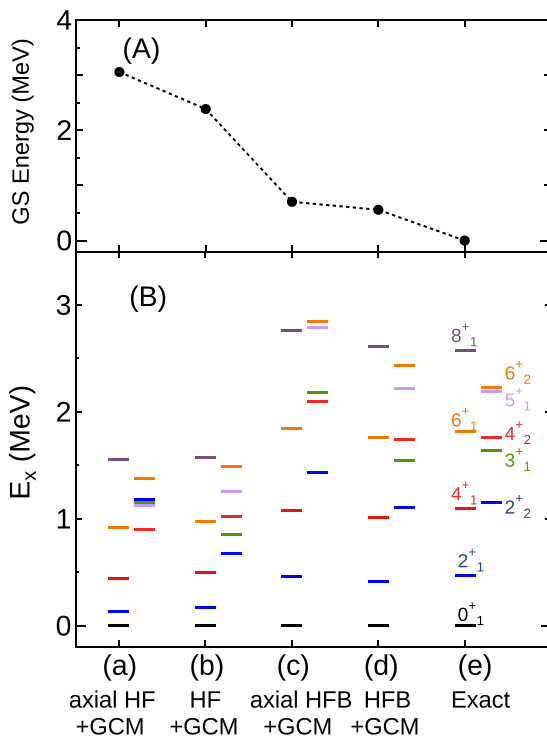 4
(A)
2
0
GS Energy (MeV)
3
(B)
2
1
0
Eₓ (MeV)
8⁺₁
6⁺₂
5⁺₁
6⁺₁
4⁺₂
3⁺₁
4⁺₁
2⁺₂
2⁺₁
0⁺₁
(a) (b) (c) (d) (e)
axial HF HF axial HFB HFB Exact
+GCM +GCM +GCM +GCM